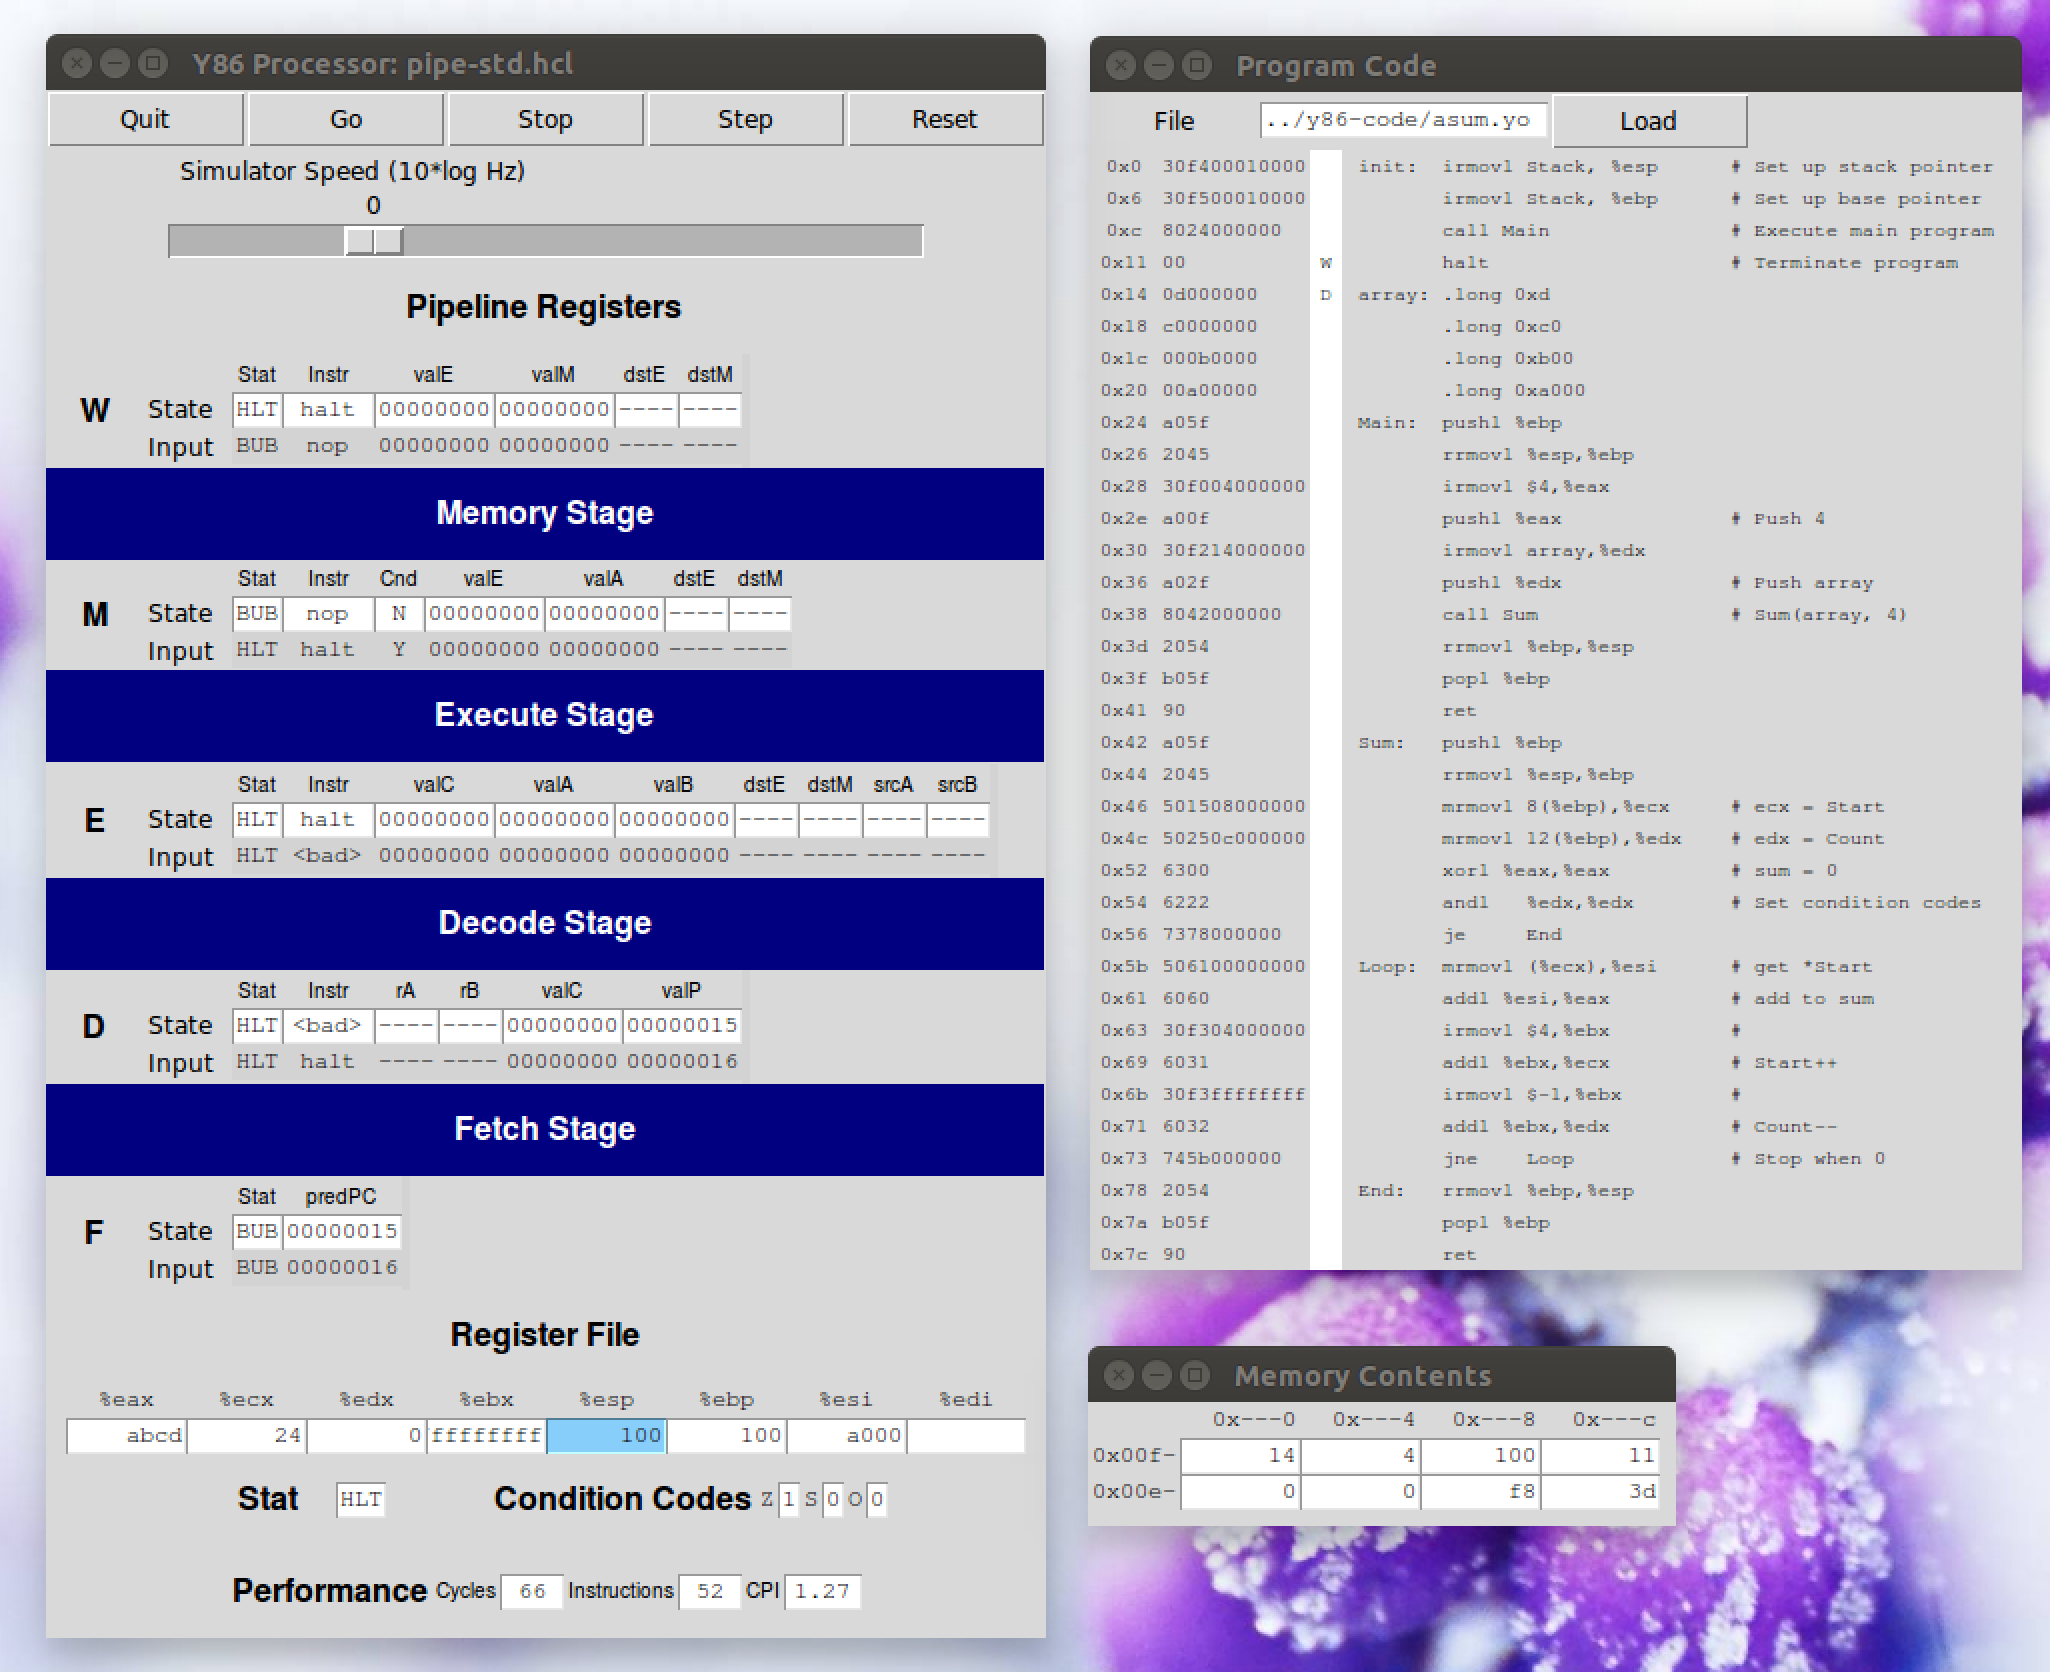 Y86 Processor: pipe-std.hcl
Quit Go Stop Step Reset
Simulator Speed (10*log Hz)
0
Pipeline Registers
Stat Instr valE valM dstE dstM
W State HLT halt 00000000 00000000 ---- ----
Input BUB nop 00000000 00000000 ---- ----
Memory Stage
Stat Instr Cnd valE valA dstE dstM
M State BUB nop N 00000000 00000000 ---- ----
Input HLT halt Y 00000000 00000000 ---- ----
Execute Stage
Stat Instr valC valA valB dstE dstM srcA srcB
E State HLT halt 00000000 00000000 00000000 ---- ---- ---- ----
Input HLT <bad> 00000000 00000000 00000000 ---- ---- ---- ----
Decode Stage
Stat Instr rA rB valC valP
D State HLT <bad> ---- ---- 00000000 00000015
Input HLT halt ---- ---- 00000000 00000016
Fetch Stage
Stat predPC
F State BUB 00000015
Input BUB 00000016
Register File
%eax %ecx %edx %ebx %esp %ebp %esi %edi
abcd 24 0 ffffffff 100 100 a000
Stat HLT Condition Codes Z 1 S 0 O 0
Performance Cycles 66 Instructions 52 CPI 1.27
Program Code
File ../y86-code/asum.yo Load
0x0 30f400010000 init: irmovl Stack, %esp # Set up stack pointer
0x6 30f500010000 irmovl Stack, %ebp # Set up base pointer
0xc 8024000000 call Main # Execute main program
0x11 00 W halt # Terminate program
0x14 0d000000 D array: .long 0xd
0x18 c0000000 .long 0xc0
0x1c 000b0000 .long 0xb00
0x20 00a00000 .long 0xa000
0x24 a05f Main: pushl %ebp
0x26 2045 rrmovl %esp,%ebp
0x28 30f004000000 irmovl $4,%eax
0x2e a00f pushl %eax # Push 4
0x30 30f214000000 irmovl array,%edx
0x36 a02f pushl %edx # Push array
0x38 8042000000 call Sum # Sum(array, 4)
0x3d 2054 rrmovl %ebp,%esp
0x3f b05f popl %ebp
0x41 90 ret
0x42 a05f Sum: pushl %ebp
0x44 2045 rrmovl %esp,%ebp
0x46 501508000000 mrmovl 8(%ebp),%ecx # ecx = Start
0x4c 50250c000000 mrmovl 12(%ebp),%edx # edx = Count
0x52 6300 xorl %eax,%eax # sum = 0
0x54 6222 andl %edx,%edx # Set condition codes
0x56 7378000000 je End
0x5b 506100000000 Loop: mrmovl (%ecx),%esi # get *Start
0x61 6060 addl %esi,%eax # add to sum
0x63 30f304000000 irmovl $4,%ebx #
0x69 6031 addl %ebx,%ecx # Start++
0x6b 30f3ffffffff irmovl $-1,%ebx #
0x71 6032 addl %ebx,%edx # Count--
0x73 745b000000 jne Loop # Stop when 0
0x78 2054 End: rrmovl %ebp,%esp
0x7a b05f popl %ebp
0x7c 90 ret
Memory Contents
0x---0 0x---4 0x---8 0x---c
0x00f- 14 4 100 11
0x00e- 0 0 f8 3d